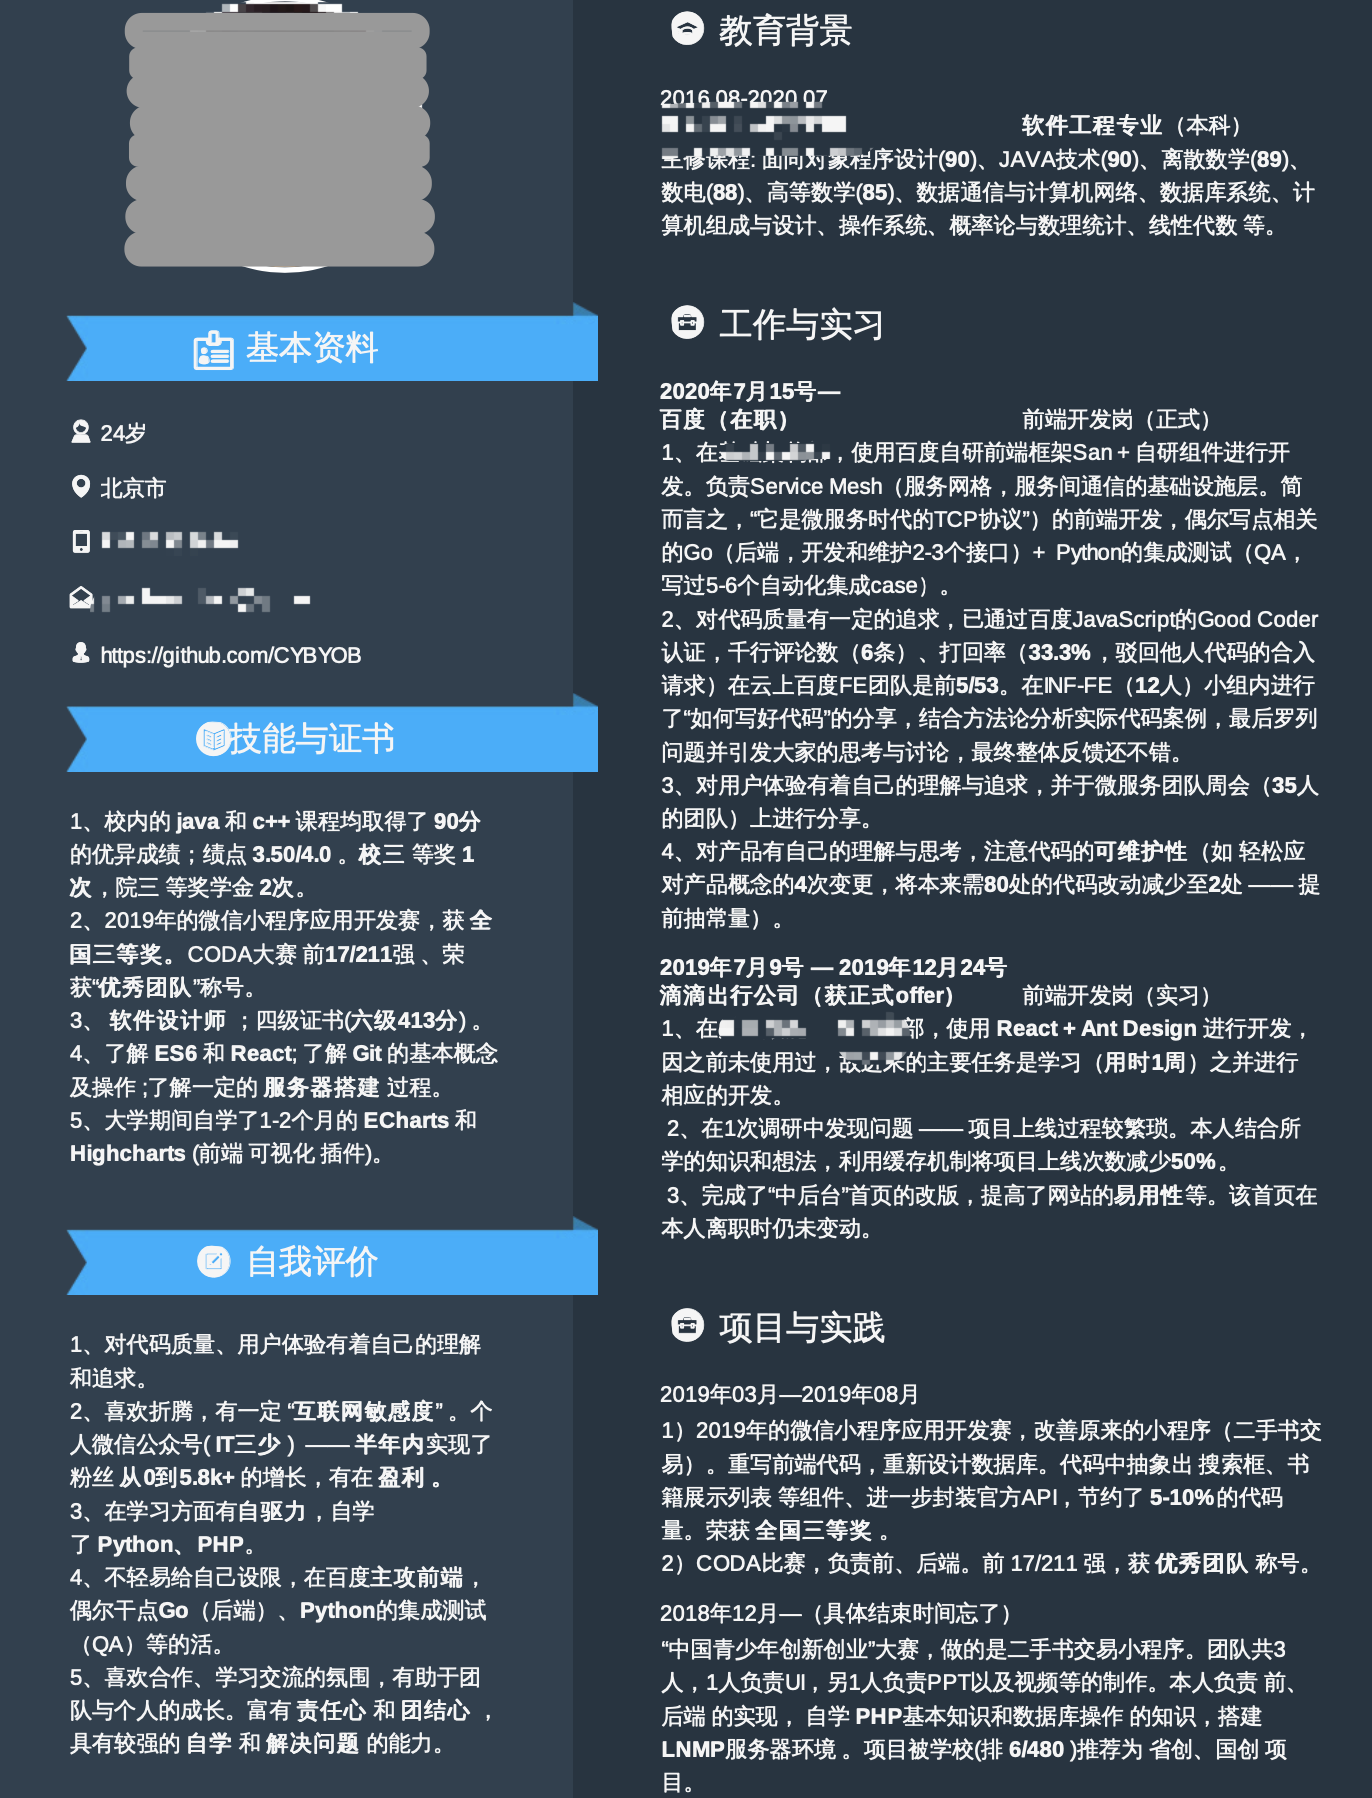 基本资料
24岁
北京市
https://github.com/CYBYOB
技能与证书
1、校内的 java 和 c++ 课程均取得了 90分
的优异成绩；绩点 3.50/4.0 。校三 等奖 1
次，院三 等奖学金 2次。
2、2019年的微信小程序应用开发赛，获 全
国三等奖。CODA大赛 前17/211强 、荣
获“优秀团队”称号。
3、 软件设计师 ；四级证书(六级413分) 。
4、了解 ES6 和 React; 了解 Git 的基本概念
及操作 ;了解一定的 服务器搭建 过程。
5、大学期间自学了1-2个月的 ECharts 和
Highcharts (前端 可视化 插件)。
自我评价
1、对代码质量、用户体验有着自己的理解
和追求。
2、喜欢折腾，有一定 “互联网敏感度” 。个
人微信公众号( IT三少 ) —— 半年内实现了
粉丝 从0到5.8k+ 的增长，有在 盈利 。
3、在学习方面有自驱力，自学
了 Python、PHP。
4、不轻易给自己设限，在百度主攻前端，
偶尔干点Go（后端）、Python的集成测试
（QA）等的活。
5、喜欢合作、学习交流的氛围，有助于团
队与个人的成长。富有 责任心 和 团结心 ，
具有较强的 自学 和 解决问题 的能力。
教育背景
2016.08-2020.07
软件工程专业（本科）
主修课程: 面向对象程序设计(90)、JAVA技术(90)、离散数学(89)、
数电(88)、高等数学(85)、数据通信与计算机网络、数据库系统、计
算机组成与设计、操作系统、概率论与数理统计、线性代数 等。
工作与实习
2020年7月15号—
百度（在职） 前端开发岗（正式）
1、在，使用百度自研前端框架San + 自研组件进行开
发。负责Service Mesh（服务网格，服务间通信的基础设施层。简
而言之，“它是微服务时代的TCP协议”）的前端开发，偶尔写点相关
的Go（后端，开发和维护2-3个接口）+ Python的集成测试（QA，
写过5-6个自动化集成case）。
2、对代码质量有一定的追求，已通过百度JavaScript的Good Coder
认证，千行评论数（6条）、打回率（33.3%，驳回他人代码的合入
请求）在云上百度FE团队是前5/53。在INF-FE（12人）小组内进行
了“如何写好代码”的分享，结合方法论分析实际代码案例，最后罗列
问题并引发大家的思考与讨论，最终整体反馈还不错。
3、对用户体验有着自己的理解与追求，并于微服务团队周会（35人
的团队）上进行分享。
4、对产品有自己的理解与思考，注意代码的可维护性（如 轻松应
对产品概念的4次变更，将本来需80处的代码改动减少至2处 —— 提
前抽常量）。
2019年7月9号 — 2019年12月24号
滴滴出行公司（获正式offer） 前端开发岗（实习）
1、在部，使用 React + Ant Design 进行开发，
因之前未使用过，故进来的主要任务是学习（用时1周）之并进行
相应的开发。
2、在1次调研中发现问题 —— 项目上线过程较繁琐。本人结合所
学的知识和想法，利用缓存机制将项目上线次数减少50%。
3、完成了“中后台”首页的改版，提高了网站的易用性等。该首页在
本人离职时仍未变动。
项目与实践
2019年03月—2019年08月
1）2019年的微信小程序应用开发赛，改善原来的小程序（二手书交
易）。重写前端代码，重新设计数据库。代码中抽象出 搜索框、书
籍展示列表 等组件、进一步封装官方API，节约了 5-10%的代码
量。荣获 全国三等奖 。
2）CODA比赛，负责前、后端。前 17/211 强，获 优秀团队 称号。
2018年12月—（具体结束时间忘了）
“中国青少年创新创业”大赛，做的是二手书交易小程序。团队共3
人，1人负责UI，另1人负责PPT以及视频等的制作。本人负责 前、
后端 的实现， 自学 PHP基本知识和数据库操作 的知识，搭建
LNMP服务器环境 。项目被学校(排 6/480 )推荐为 省创、国创 项
目。